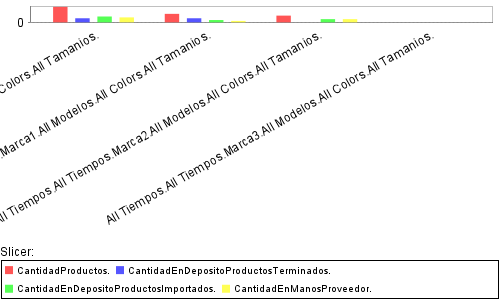 0
Colors.All Tamanios.
.Marca1.All Modelos.All Colors.All Tamanios.
All Tiempos.All Tiempos.Marca2.All Modelos.All Colors.All Tamanios.
All Tiempos.All Tiempos.Marca3.All Modelos.All Colors.All Tamanios.
Slicer:
CantidadProductos. CantidadEnDepositoProductosTerminados.
CantidadEnDepositoProductosImportados. CantidadEnManosProveedor.